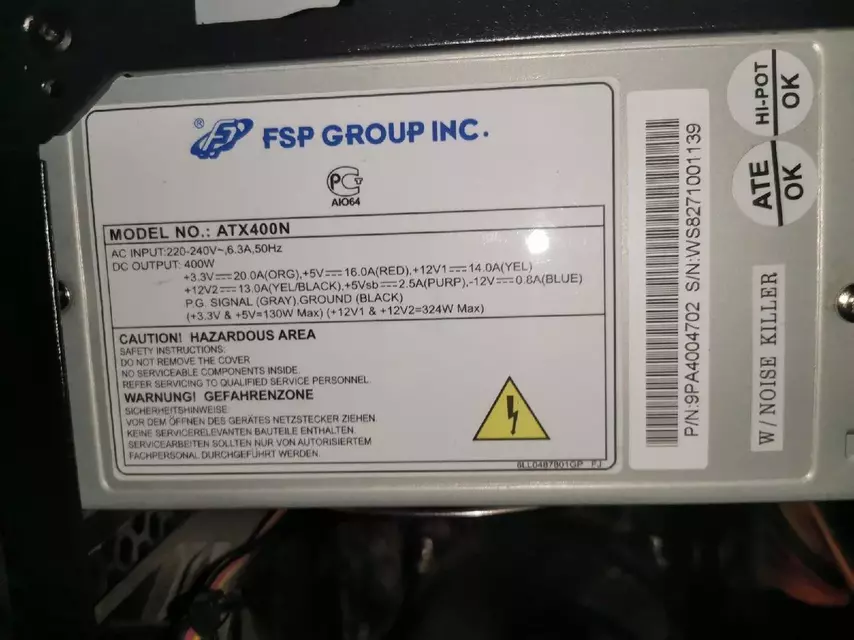 ® FSP GROUP INC.
PG
AIO64
MODEL NO.: ATX400N
AC INPUT:220-240V~,6.3A,50Hz
DC OUTPUT: 400W
+3.3V⎓20.0A(ORG),+5V⎓16.0A(RED),+12V1⎓14.0A(YEL)
+12V2⎓13.0A(YEL/BLACK),+5Vsb⎓2.5A(PURP),-12V⎓0.8A(BLUE)
P.G. SIGNAL (GRAY).GROUND (BLACK)
(+3.3V & +5V=130W Max) (+12V1 & +12V2=324W Max)
CAUTION! HAZARDOUS AREA
SAFETY INSTRUCTIONS:
DO NOT REMOVE THE COVER
NO SERVICEABLE COMPONENTS INSIDE.
REFER SERVICING TO QUALIFIED SERVICE PERSONNEL
WARNUNG! GEFAHRENZONE
SICHERHEITSHINWEISE
VOR DEM ÖFFNEN DES GERÄTES NETZSTECKER ZIEHEN.
KEINE SERVICERELEVANTEN BAUTEILE ENTHALTEN.
SERVICEARBEITEN SOLLTEN NUR VON AUTORISIERTEM
FACHPERSONAL DURCHGEFÜHRT WERDEN.
6LL0487801GP FJ
P/N:9PA4004702 S/N:WS8271001139
HI-POT
OK
ATE
OK
W/ NOISE KILLER